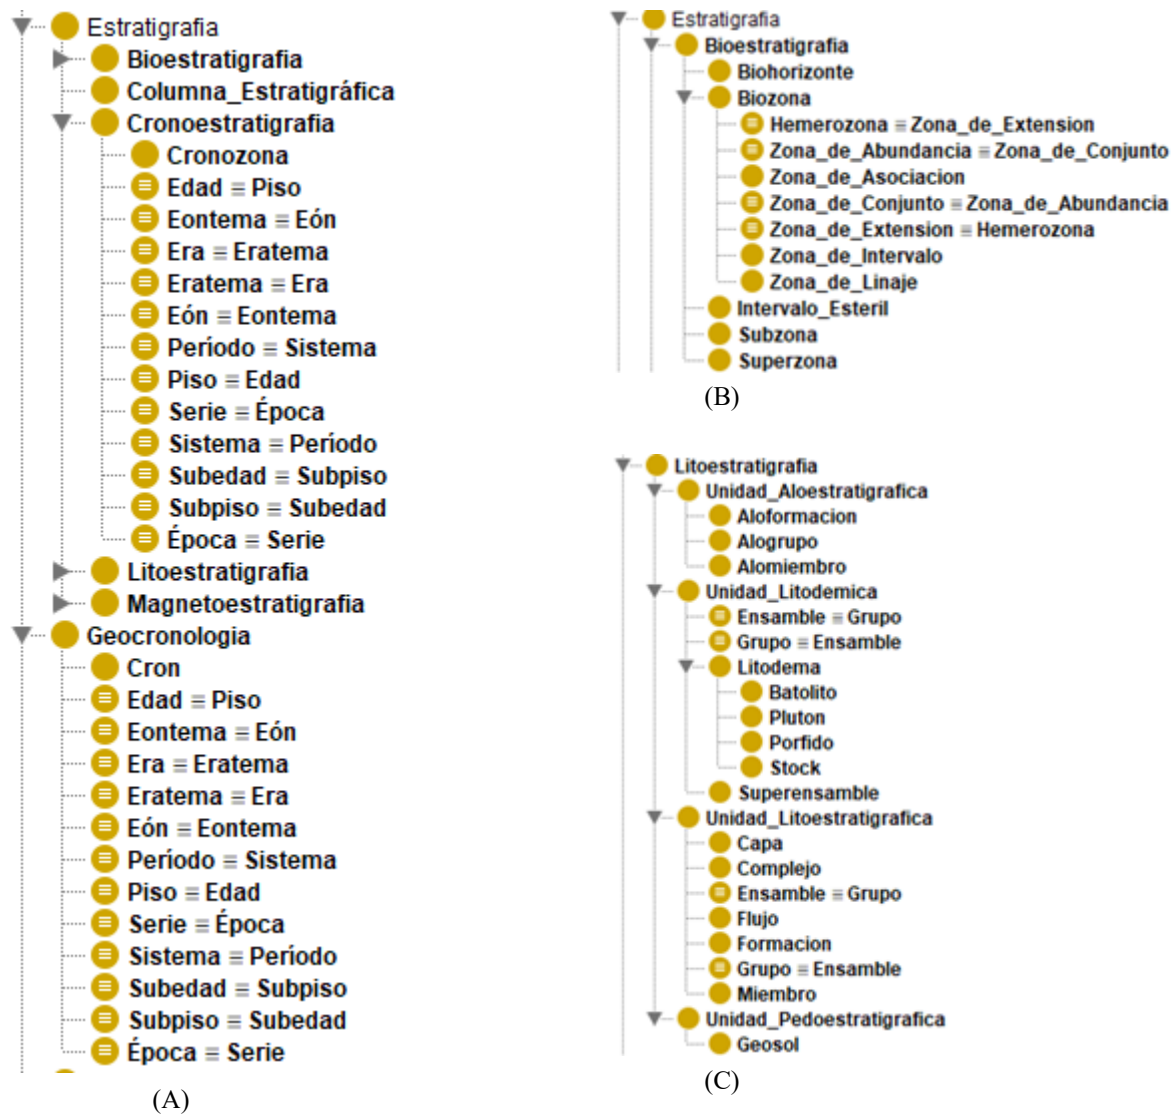 Estratigrafia
Bioestratigrafia
Columna_Estratigráfica
Cronoestratigrafia
Cronozona
Edad ≡ Piso
Eontema ≡ Eón
Era ≡ Eratema
Eratema ≡ Era
Eón ≡ Eontema
Período ≡ Sistema
Piso ≡ Edad
Serie ≡ Época
Sistema ≡ Período
Subedad ≡ Subpiso
Subpiso ≡ Subedad
Época ≡ Serie
Litoestratigrafia
Magnetoestratigrafia
Geocronologia
Cron
Edad ≡ Piso
Eontema ≡ Eón
Era ≡ Eratema
Eratema ≡ Era
Eón ≡ Eontema
Período ≡ Sistema
Piso ≡ Edad
Serie ≡ Época
Sistema ≡ Período
Subedad ≡ Subpiso
Subpiso ≡ Subedad
Época ≡ Serie
(A)
Estratigrafia
Bioestratigrafia
Biohorizonte
Biozona
Hemerozona ≡ Zona_de_Extension
Zona_de_Abundancia ≡ Zona_de_Conjunto
Zona_de_Asociacion
Zona_de_Conjunto ≡ Zona_de_Abundancia
Zona_de_Extension ≡ Hemerozona
Zona_de_Intervalo
Zona_de_Linaje
Intervalo_Esteril
Subzona
Superzona
(B)
Litoestratigrafia
Unidad_Aloestratigrafica
Aloformacion
Alogrupo
Alomiembro
Unidad_Litodemica
Ensamble ≡ Grupo
Grupo ≡ Ensamble
Litodema
Batolito
Pluton
Porfido
Stock
Superensamble
Unidad_Litoestratigrafica
Capa
Complejo
Ensamble ≡ Grupo
Flujo
Formacion
Grupo ≡ Ensamble
Miembro
Unidad_Pedoestratigrafica
Geosol
(C)